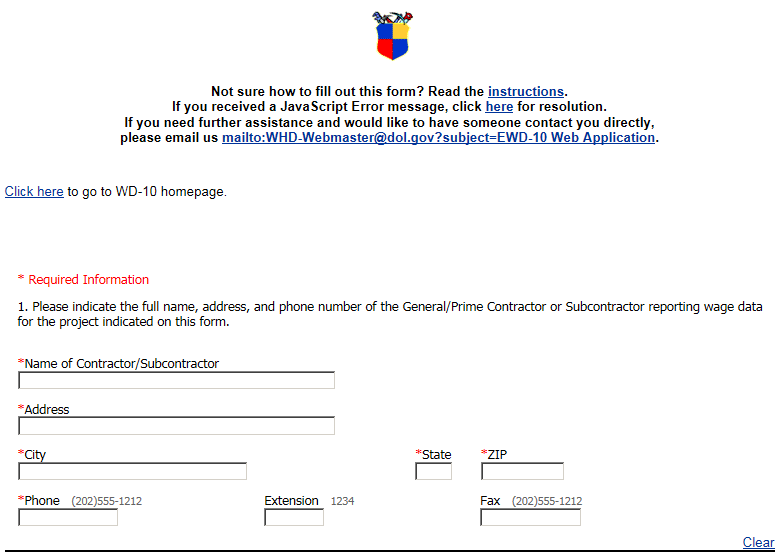 Not sure how to fill out this form? Read the instructions.
If you received a JavaScript Error message, click here for resolution.
If you need further assistance and would like to have someone contact you directly,
please email us mailto:WHD-Webmaster@dol.gov?subject=EWD-10 Web Application.
Click here to go to WD-10 homepage.
* Required Information
1. Please indicate the full name, address, and phone number of the General/Prime Contractor or Subcontractor reporting wage data
for the project indicated on this form.
*Name of Contractor/Subcontractor
*Address
*City *State *ZIP
*Phone (202)555-1212 Extension 1234 Fax (202)555-1212
Clear